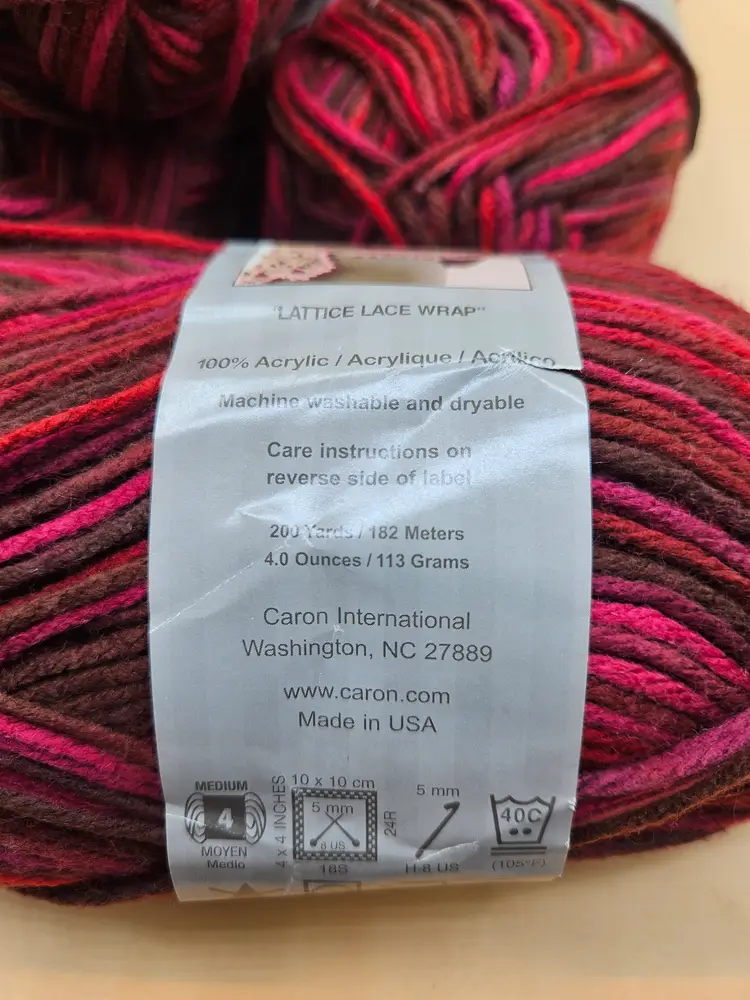 "LATTICE LACE WRAP"
100% Acrylic / Acrylique / Acrílico
Machine washable and dryable
Care instructions on
reverse side of label
200 Yards / 182 Meters
4.0 Ounces / 113 Grams
Caron International
Washington, NC 27889
www.caron.com
Made in USA
MEDIUM
4
MOYEN
Medio
4 x 4 INCHES
10 x 10 cm
5 mm
8 US
24R
18S
5 mm
H 8 US
40C
(105°F)